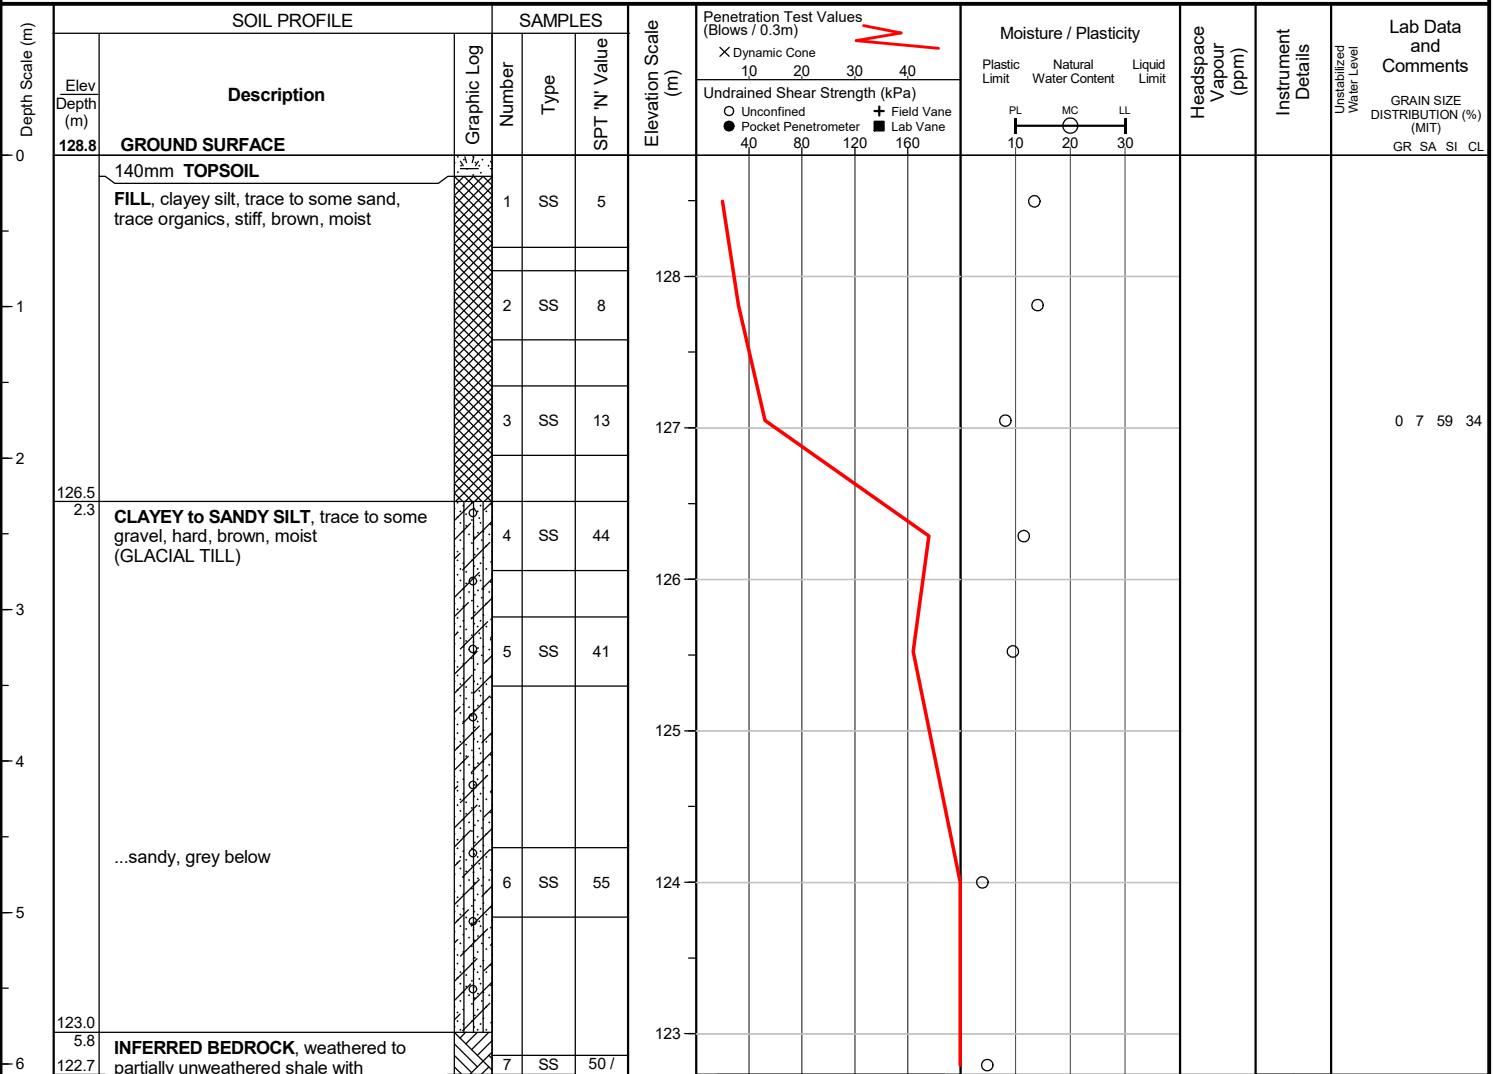 SOIL PROFILE
SAMPLES
Depth Scale (m)
Elev
Depth
(m)
Description
Graphic Log
Number
Type
SPT 'N' Value
Elevation Scale
(m)
Penetration Test Values
(Blows / 0.3m)
× Dynamic Cone
10 20 30 40
Undrained Shear Strength (kPa)
Unconfined + Field Vane
Pocket Penetrometer Lab Vane
40 80 120 160
Moisture / Plasticity
Plastic Limit
Natural Water Content
Liquid Limit
PL MC LL
10 20 30
Headspace
Vapour
(ppm)
Instrument
Details
Unstabilized
Water Level
Lab Data
and
Comments
GRAIN SIZE
DISTRIBUTION (%)
(MIT)
GR SA SI CL
128.8 GROUND SURFACE
0
140mm TOPSOIL
FILL, clayey silt, trace to some sand,
trace organics, stiff, brown, moist
1 SS 5
128
1
2 SS 8
3 SS 13
127
0 7 59 34
2
126.5
2.3
CLAYEY to SANDY SILT, trace to some
gravel, hard, brown, moist
(GLACIAL TILL)
4 SS 44
126
3
5 SS 41
125
4
...sandy, grey below
6 SS 55
124
5
123.0
5.8
123
INFERRED BEDROCK, weathered to
partially unweathered shale with
6
122.7
7 SS 50 /